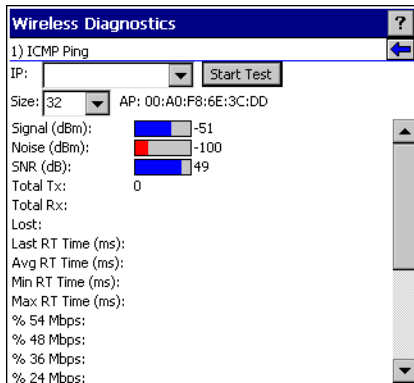 Wireless Diagnostics ?
1) ICMP Ping
IP: Start Test
Size: 32 AP: 00:A0:F8:6E:3C:DD
Signal (dBm): -51
Noise (dBm): -100
SNR (dB): 49
Total Tx: 0
Total Rx:
Lost:
Last RT Time (ms):
Avg RT Time (ms):
Min RT Time (ms):
Max RT Time (ms):
% 54 Mbps:
% 48 Mbps:
% 36 Mbps:
% 24 Mbps: